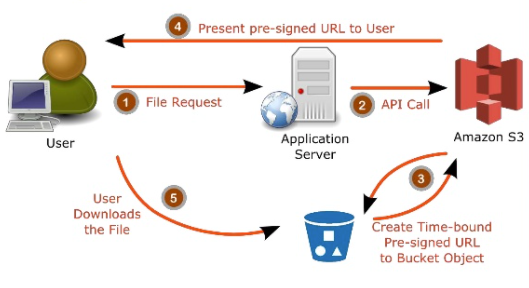 4 Present pre-signed URL to User
1 File Request
2 API Call
User
Application
Server
Amazon S3
3
User
Downloads
the File
5
Create Time-bound
Pre-signed URL
to Bucket Object